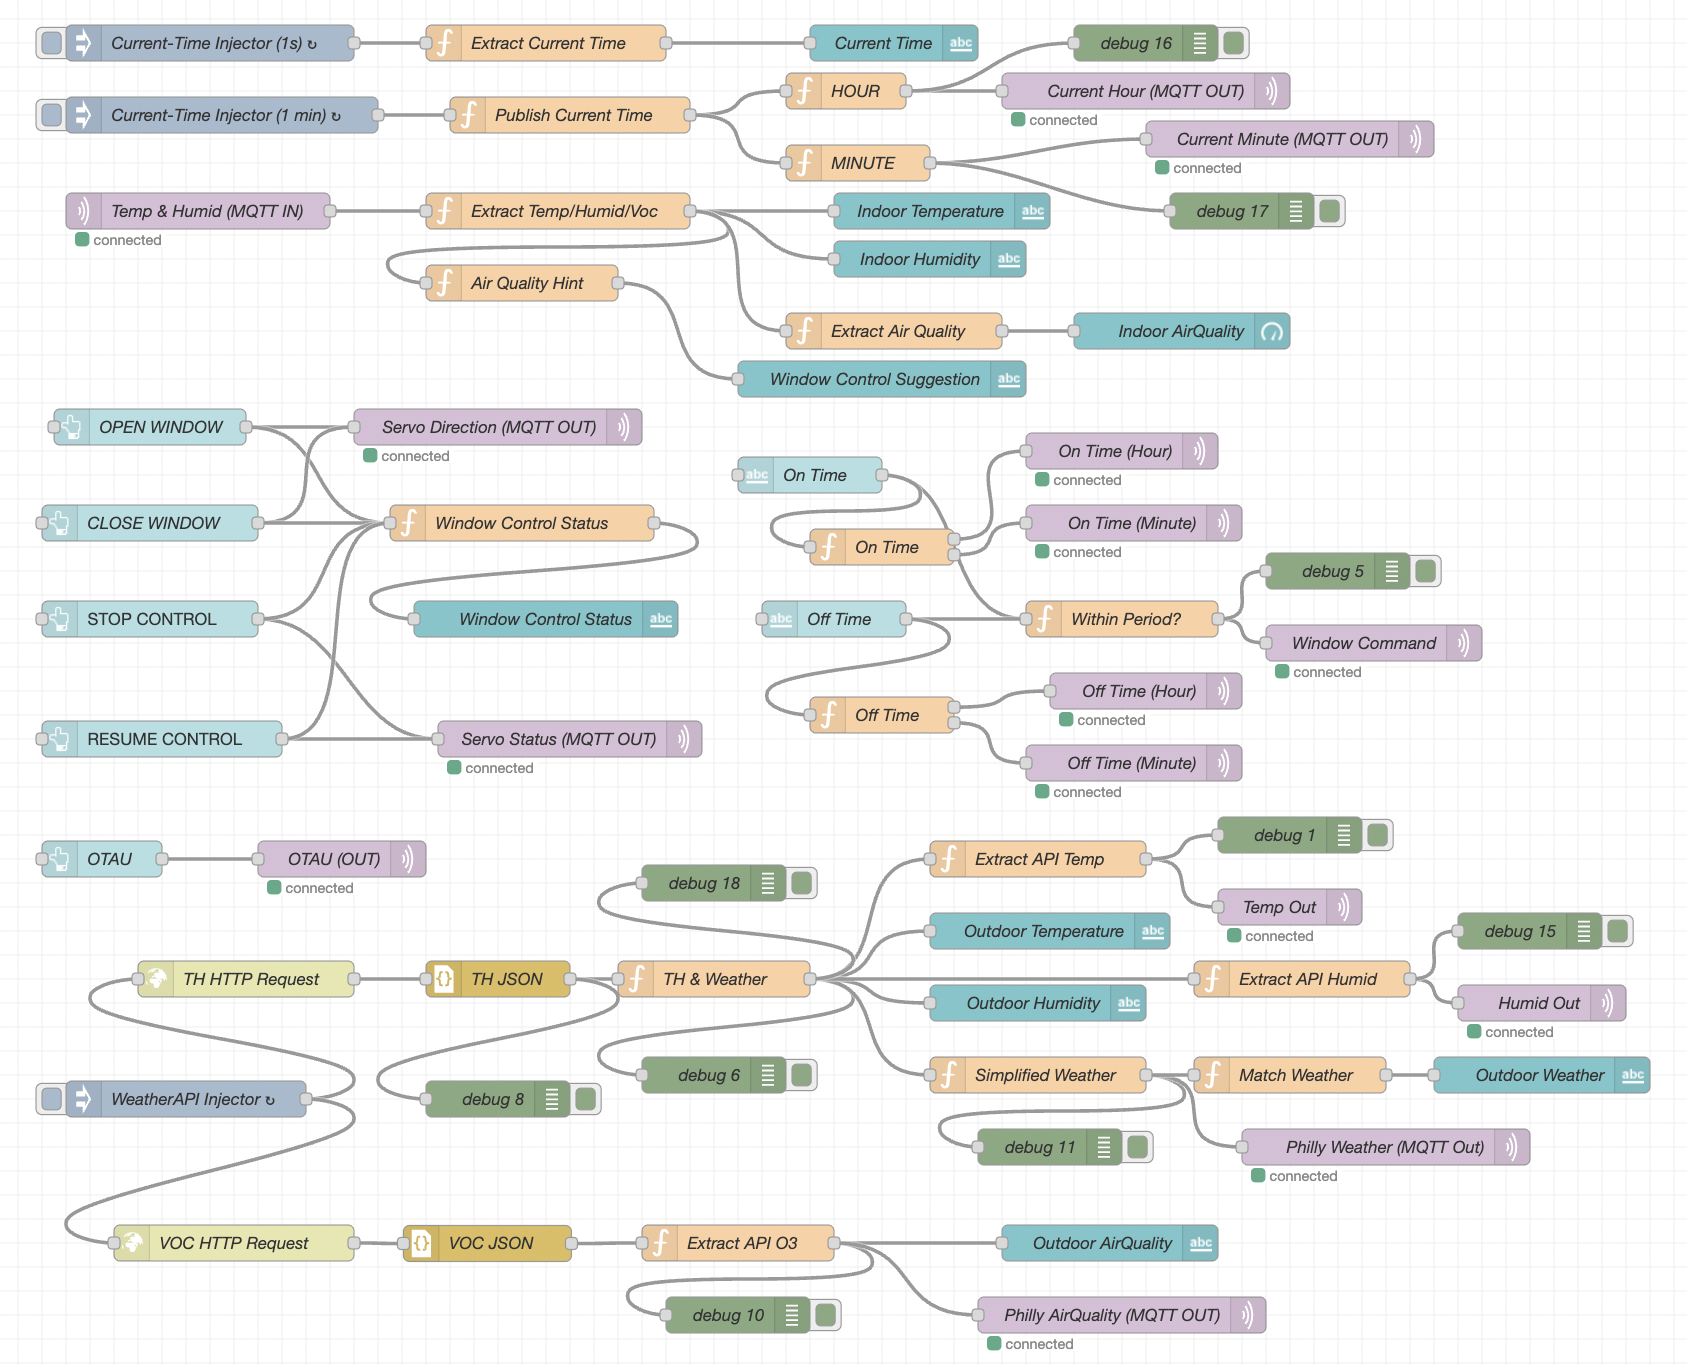 Current-Time Injector (1s) ↻
Extract Current Time
Current Time
abc
debug 16
HOUR
Current Hour (MQTT OUT)
connected
Current-Time Injector (1 min) ↻
Publish Current Time
Current Minute (MQTT OUT)
connected
MINUTE
Temp & Humid (MQTT IN)
connected
Extract Temp/Humid/Voc
Indoor Temperature
abc
debug 17
Indoor Humidity
abc
Air Quality Hint
Extract Air Quality
Indoor AirQuality
Window Control Suggestion
abc
OPEN WINDOW
Servo Direction (MQTT OUT)
connected
On Time (Hour)
connected
abc
On Time
CLOSE WINDOW
Window Control Status
On Time (Minute)
connected
On Time
debug 5
STOP CONTROL
Window Control Status
abc
abc
Off Time
Within Period?
Window Command
connected
Off Time (Hour)
connected
Off Time
RESUME CONTROL
Servo Status (MQTT OUT)
connected
Off Time (Minute)
connected
OTAU
OTAU (OUT)
connected
debug 18
Extract API Temp
debug 1
Temp Out
connected
Outdoor Temperature
abc
debug 15
TH HTTP Request
{}
TH JSON
TH & Weather
Extract API Humid
Outdoor Humidity
abc
Humid Out
connected
debug 6
Simplified Weather
Match Weather
Outdoor Weather
abc
WeatherAPI Injector ↻
debug 8
debug 11
Philly Weather (MQTT Out)
connected
VOC HTTP Request
{}
VOC JSON
Extract API O3
Outdoor AirQuality
abc
debug 10
Philly AirQuality (MQTT OUT)
connected